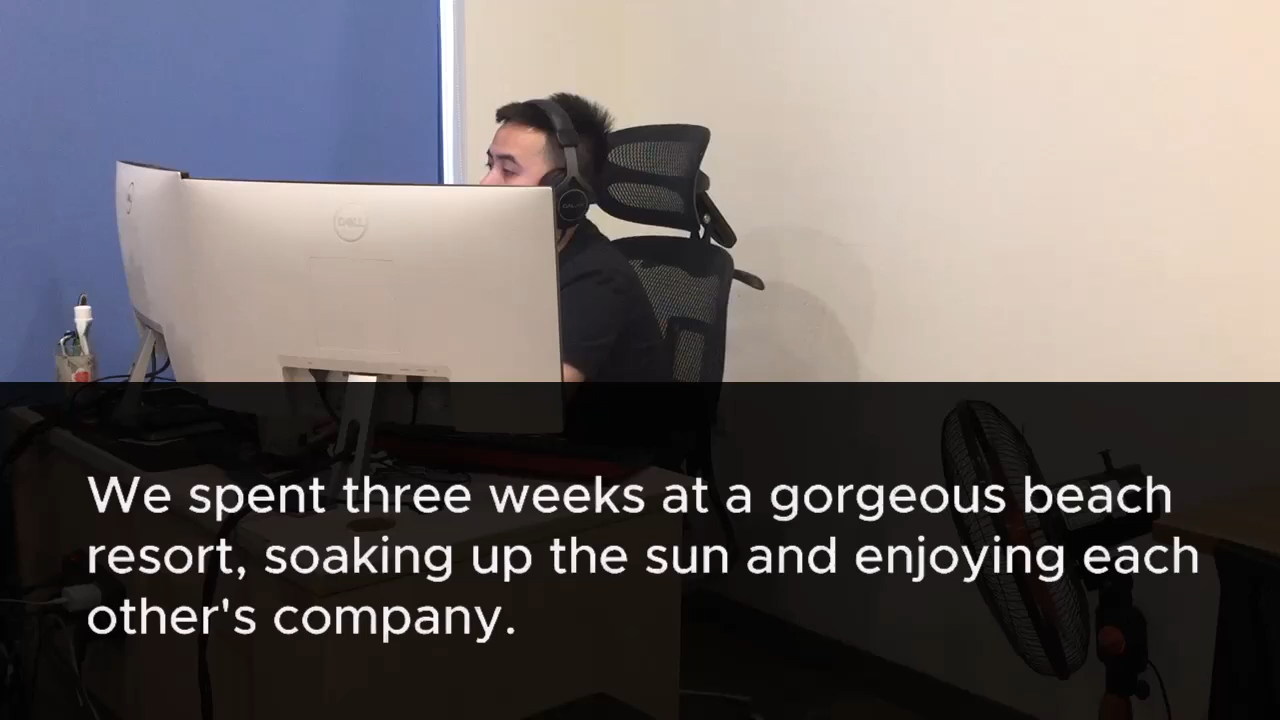 DELL
We spent three weeks at a gorgeous beach
resort, soaking up the sun and enjoying each
other's company.